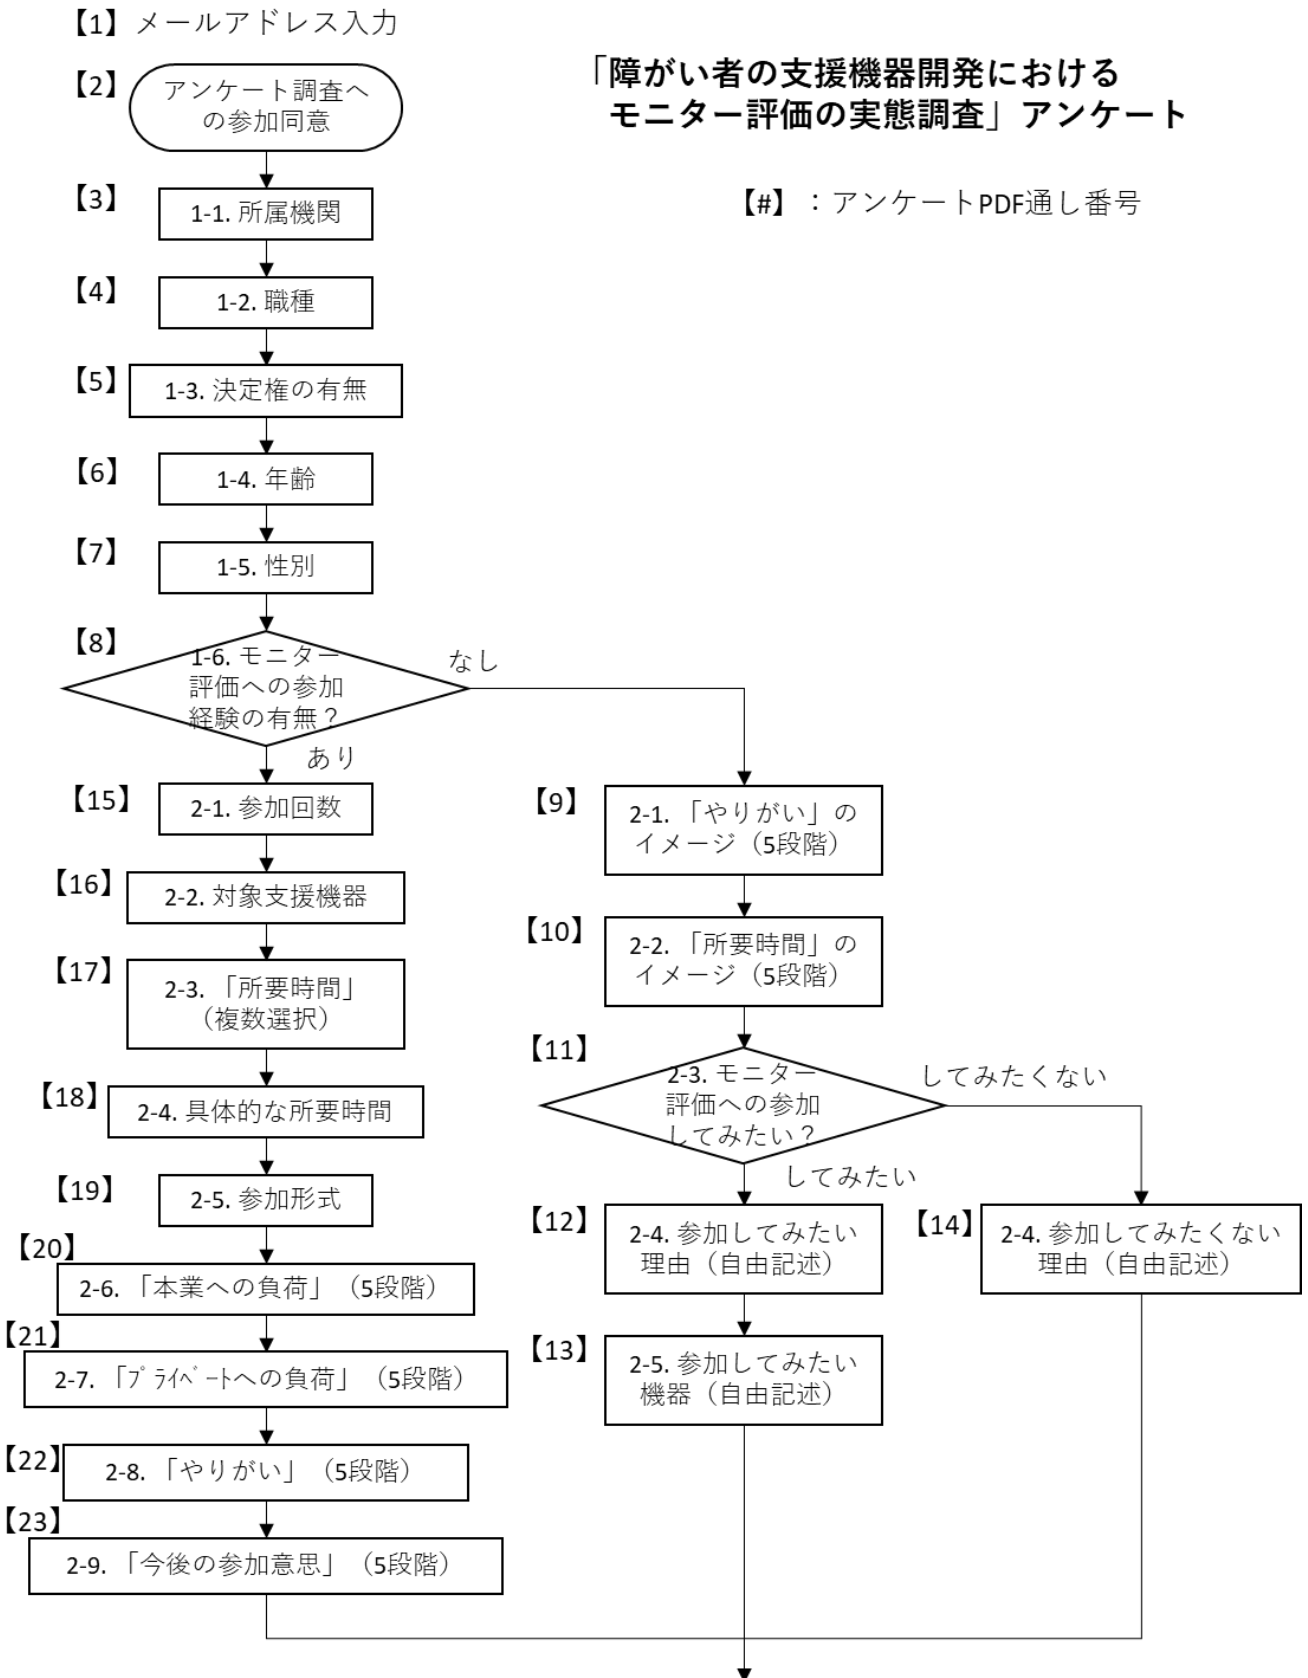 【1】メールアドレス入力
「障がい者の支援機器開発における
モニター評価の実態調査」アンケート
【#】：アンケートPDF通し番号
【2】
アンケート調査へ
の参加同意
【3】
1-1. 所属機関
【4】
1-2. 職種
【5】
1-3. 決定権の有無
【6】
1-4. 年齢
【7】
1-5. 性別
【8】
1-6. モニター
評価への参加
経験の有無？
なし
あり
【15】
2-1. 参加回数
【16】
2-2. 対象支援機器
【17】
2-3. 「所要時間」
（複数選択）
【18】
2-4. 具体的な所要時間
【19】
2-5. 参加形式
【20】
2-6. 「本業への負荷」（5段階）
【21】
2-7. 「ﾌﾟﾗｲﾍﾞｰﾄへの負荷」（5段階）
【22】
2-8. 「やりがい」（5段階）
【23】
2-9. 「今後の参加意思」（5段階）
【9】
2-1. 「やりがい」の
イメージ（5段階）
【10】
2-2. 「所要時間」の
イメージ（5段階）
【11】
2-3. モニター
評価への参加
してみたい？
してみたくない
してみたい
【12】
2-4. 参加してみたい
理由（自由記述）
【13】
2-5. 参加してみたい
機器（自由記述）
【14】
2-4. 参加してみたくない
理由（自由記述）